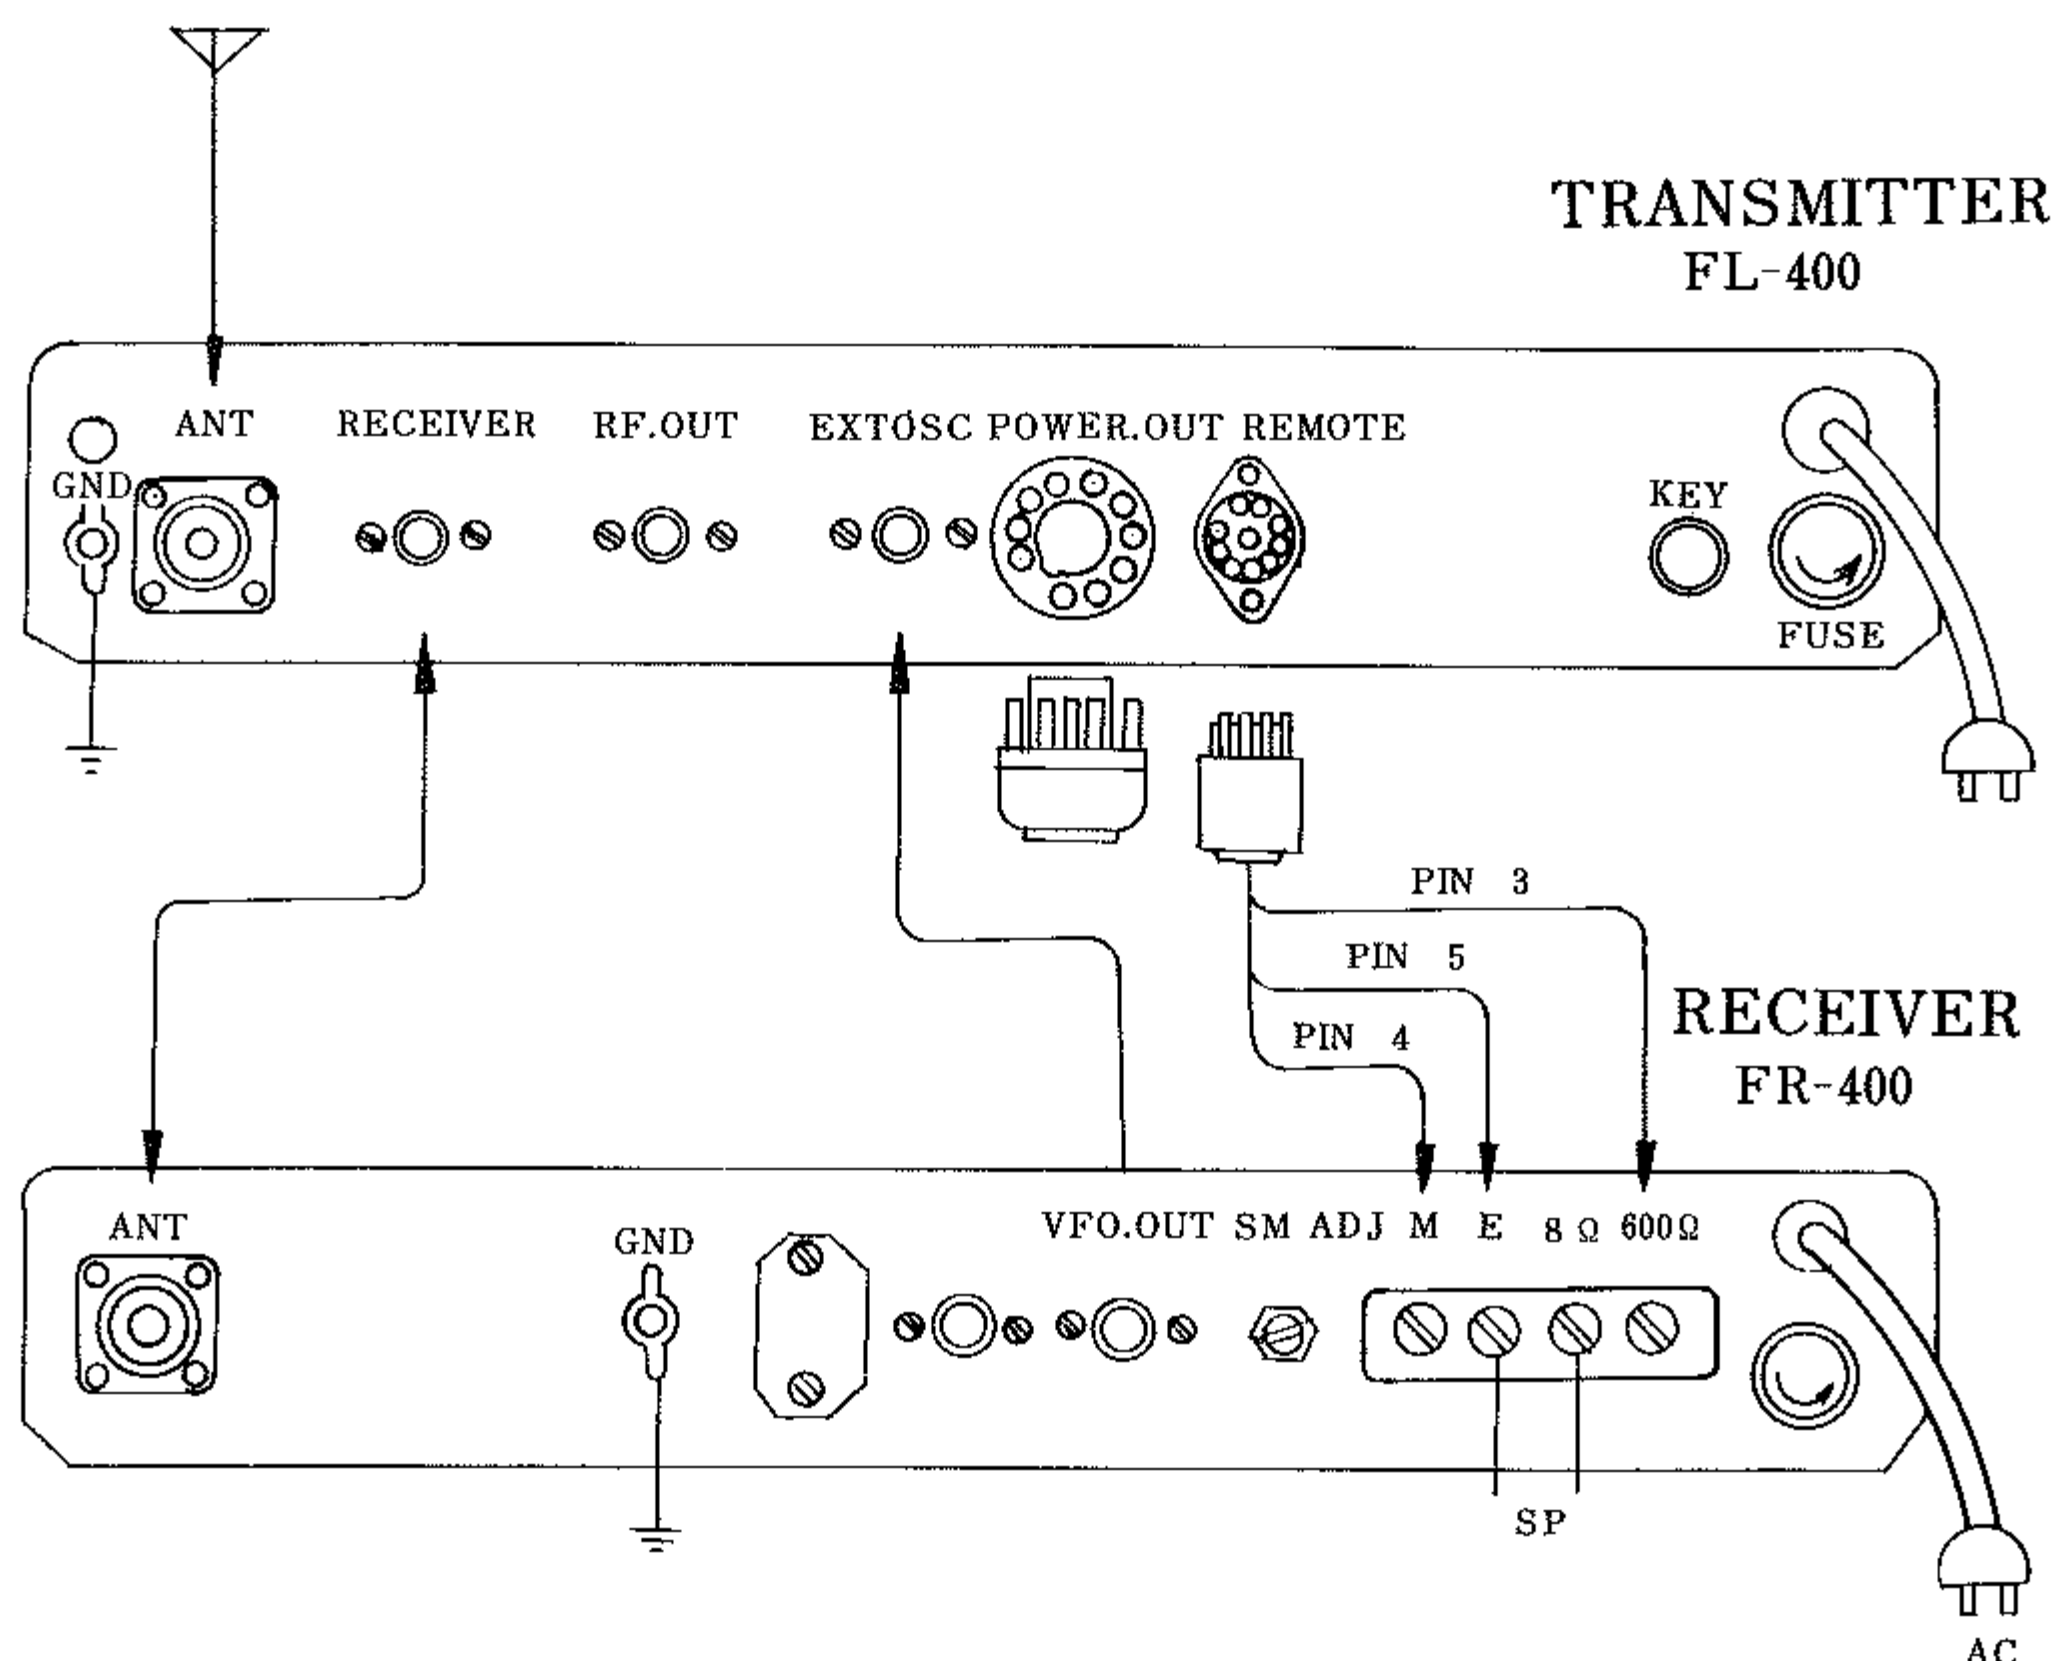 TRANSMITTER
FL-400
ANT RECEIVER RF.OUT EXTOSC POWER.OUT REMOTE
GND
KEY
FUSE
PIN 3
PIN 5
PIN 4
RECEIVER
FR-400
ANT
GND
VFO.OUT SM ADJ M E 8 Ω 600Ω
SP
AC